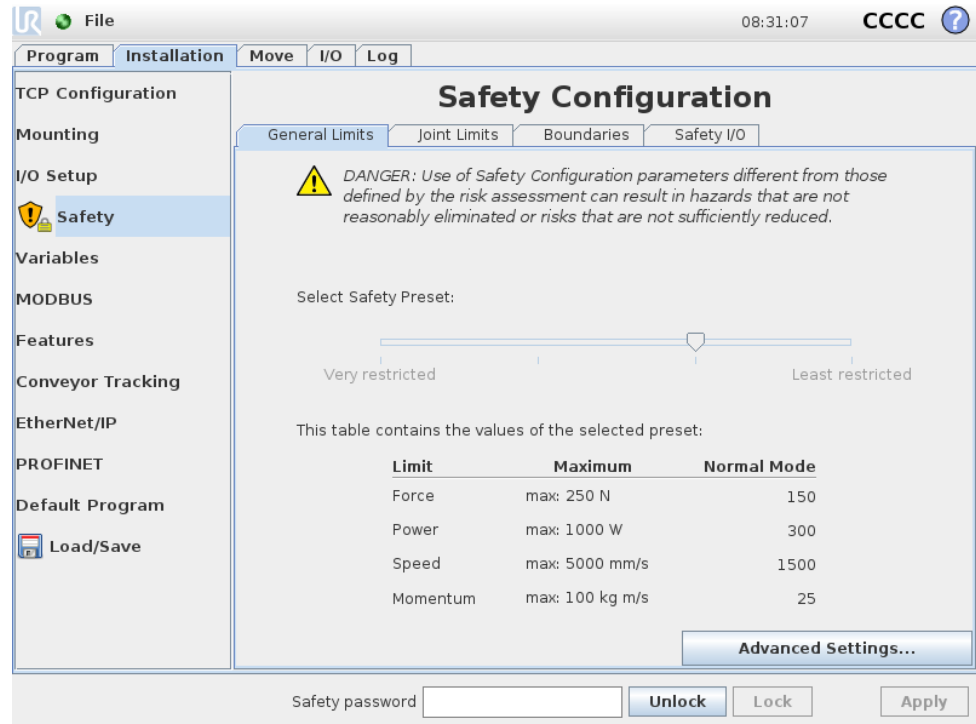 UR File 08:31:07 CCCC ?
Program Installation Move I/O Log
TCP Configuration
Mounting
I/O Setup
Safety
Variables
MODBUS
Features
Conveyor Tracking
EtherNet/IP
PROFINET
Default Program
Load/Save
Safety Configuration
General Limits Joint Limits Boundaries Safety I/O
DANGER: Use of Safety Configuration parameters different from those
defined by the risk assessment can result in hazards that are not
reasonably eliminated or risks that are not sufficiently reduced.
Select Safety Preset:
Very restricted Least restricted
This table contains the values of the selected preset:
Limit Maximum Normal Mode
Force max: 250 N 150
Power max: 1000 W 300
Speed max: 5000 mm/s 1500
Momentum max: 100 kg m/s 25
Advanced Settings...
Safety password Unlock Lock Apply